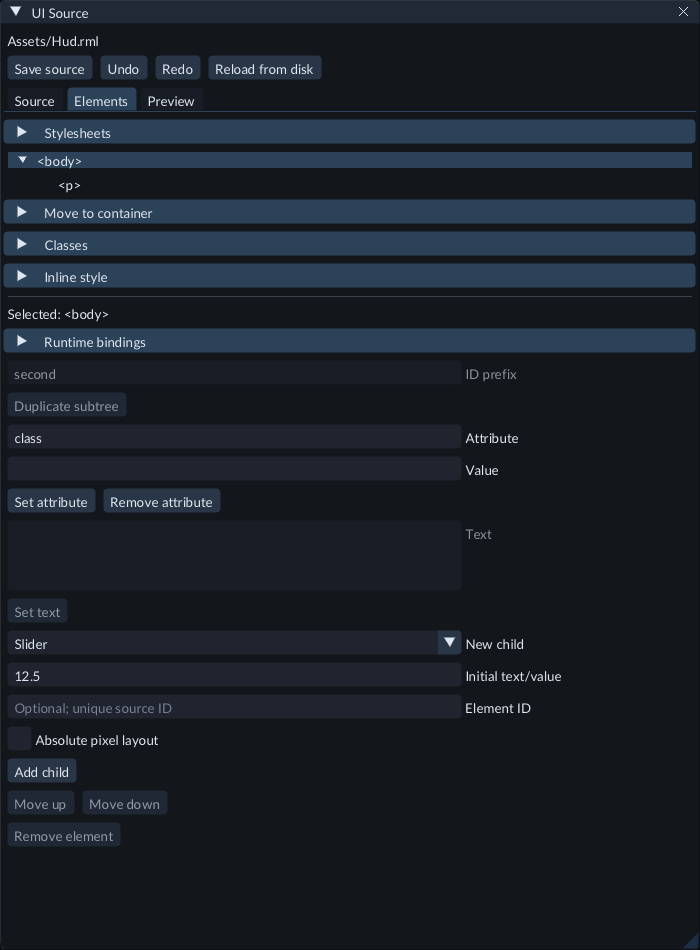 UI Source
Assets/Hud.rml
Save source Undo Redo Reload from disk
Source Elements Preview
Stylesheets
<body>
<p>
Move to container
Classes
Inline style
Selected: <body>
Runtime bindings
second ID prefix
Duplicate subtree
class Attribute
Value
Set attribute Remove attribute
Text
Set text
Slider New child
12.5 Initial text/value
Optional; unique source ID Element ID
Absolute pixel layout
Add child
Move up Move down
Remove element